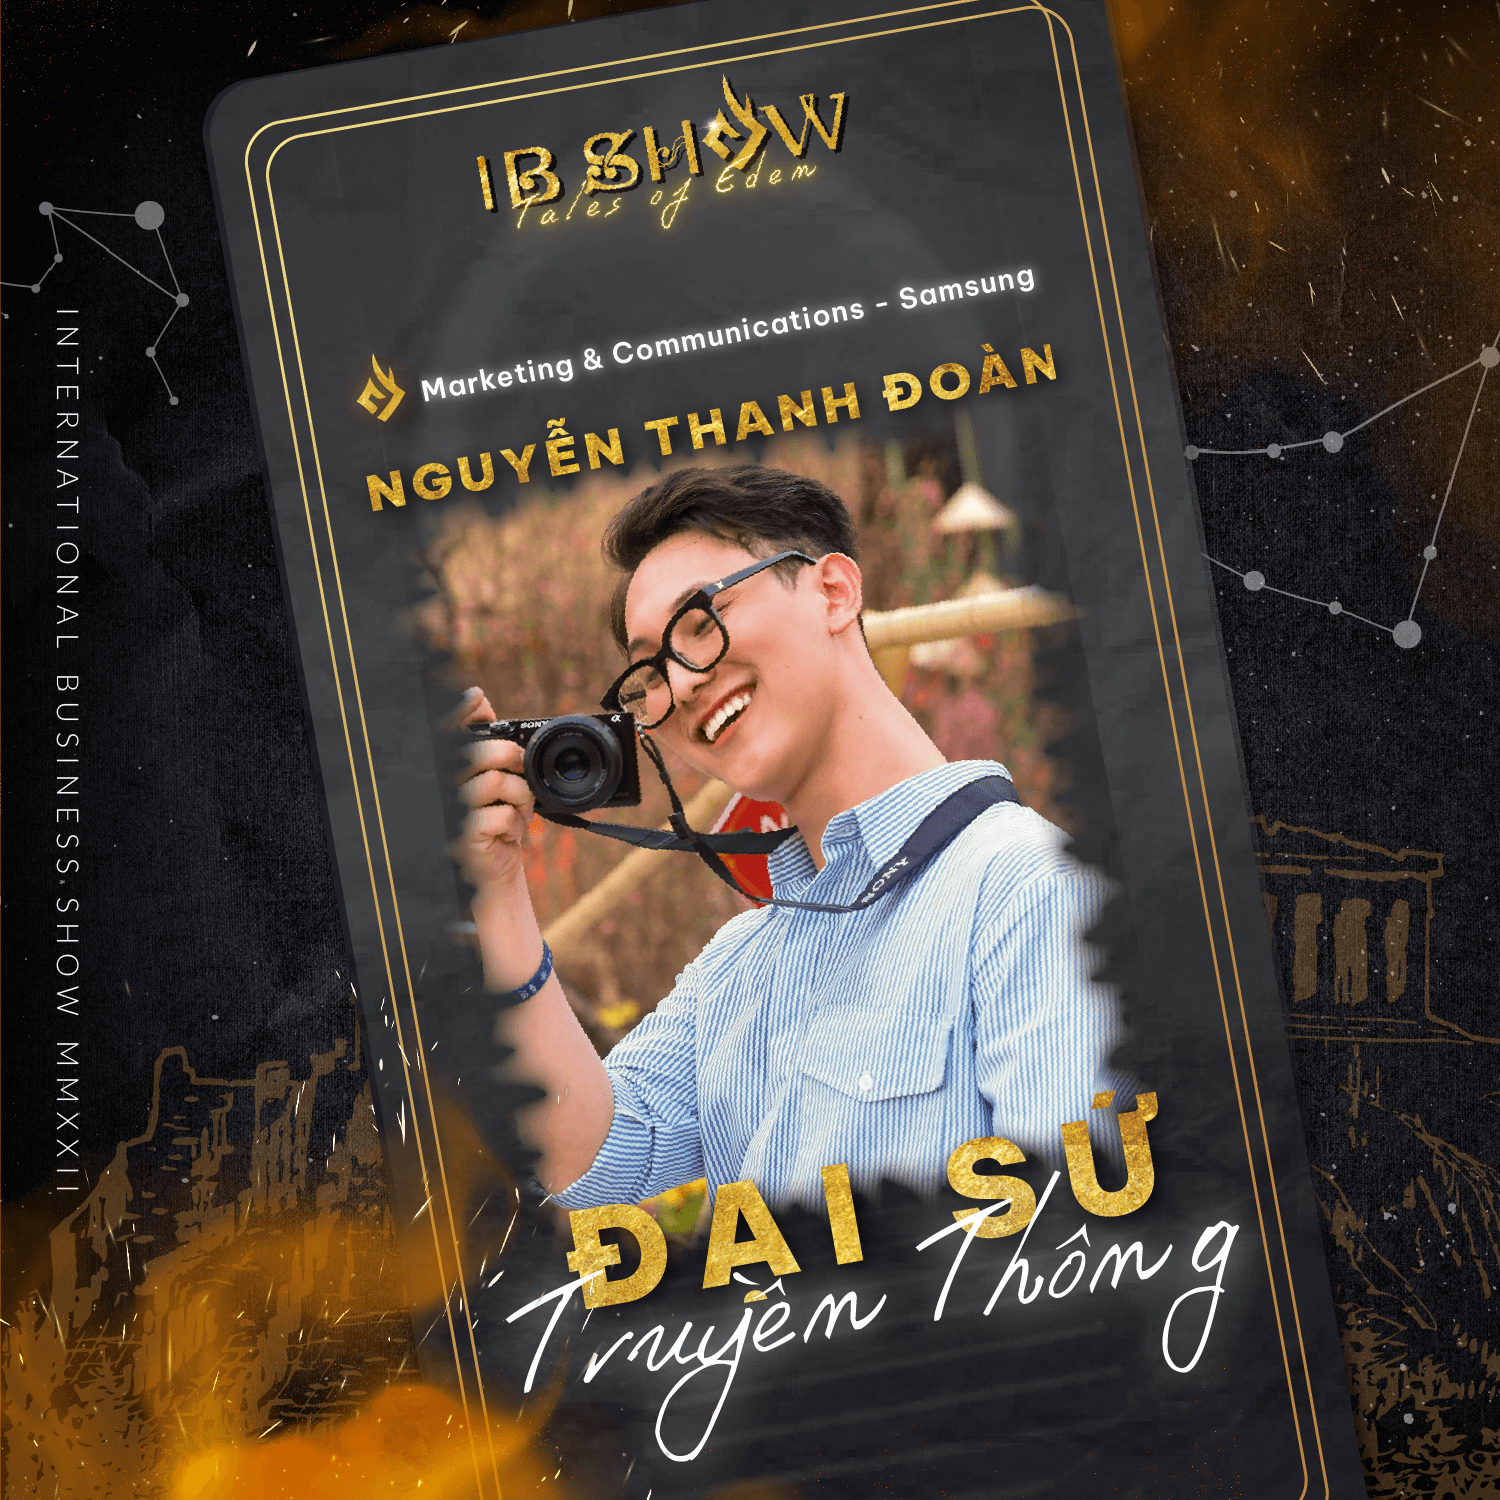 IB SHOW
Tales of Eden
Marketing & Communications - Samsung
NGUYỄN THANH ĐOÀN
SONY
α
SONY
ĐẠI SỨ
Truyền Thông
INTERNATIONAL BUSINESS SHOW MMXXII